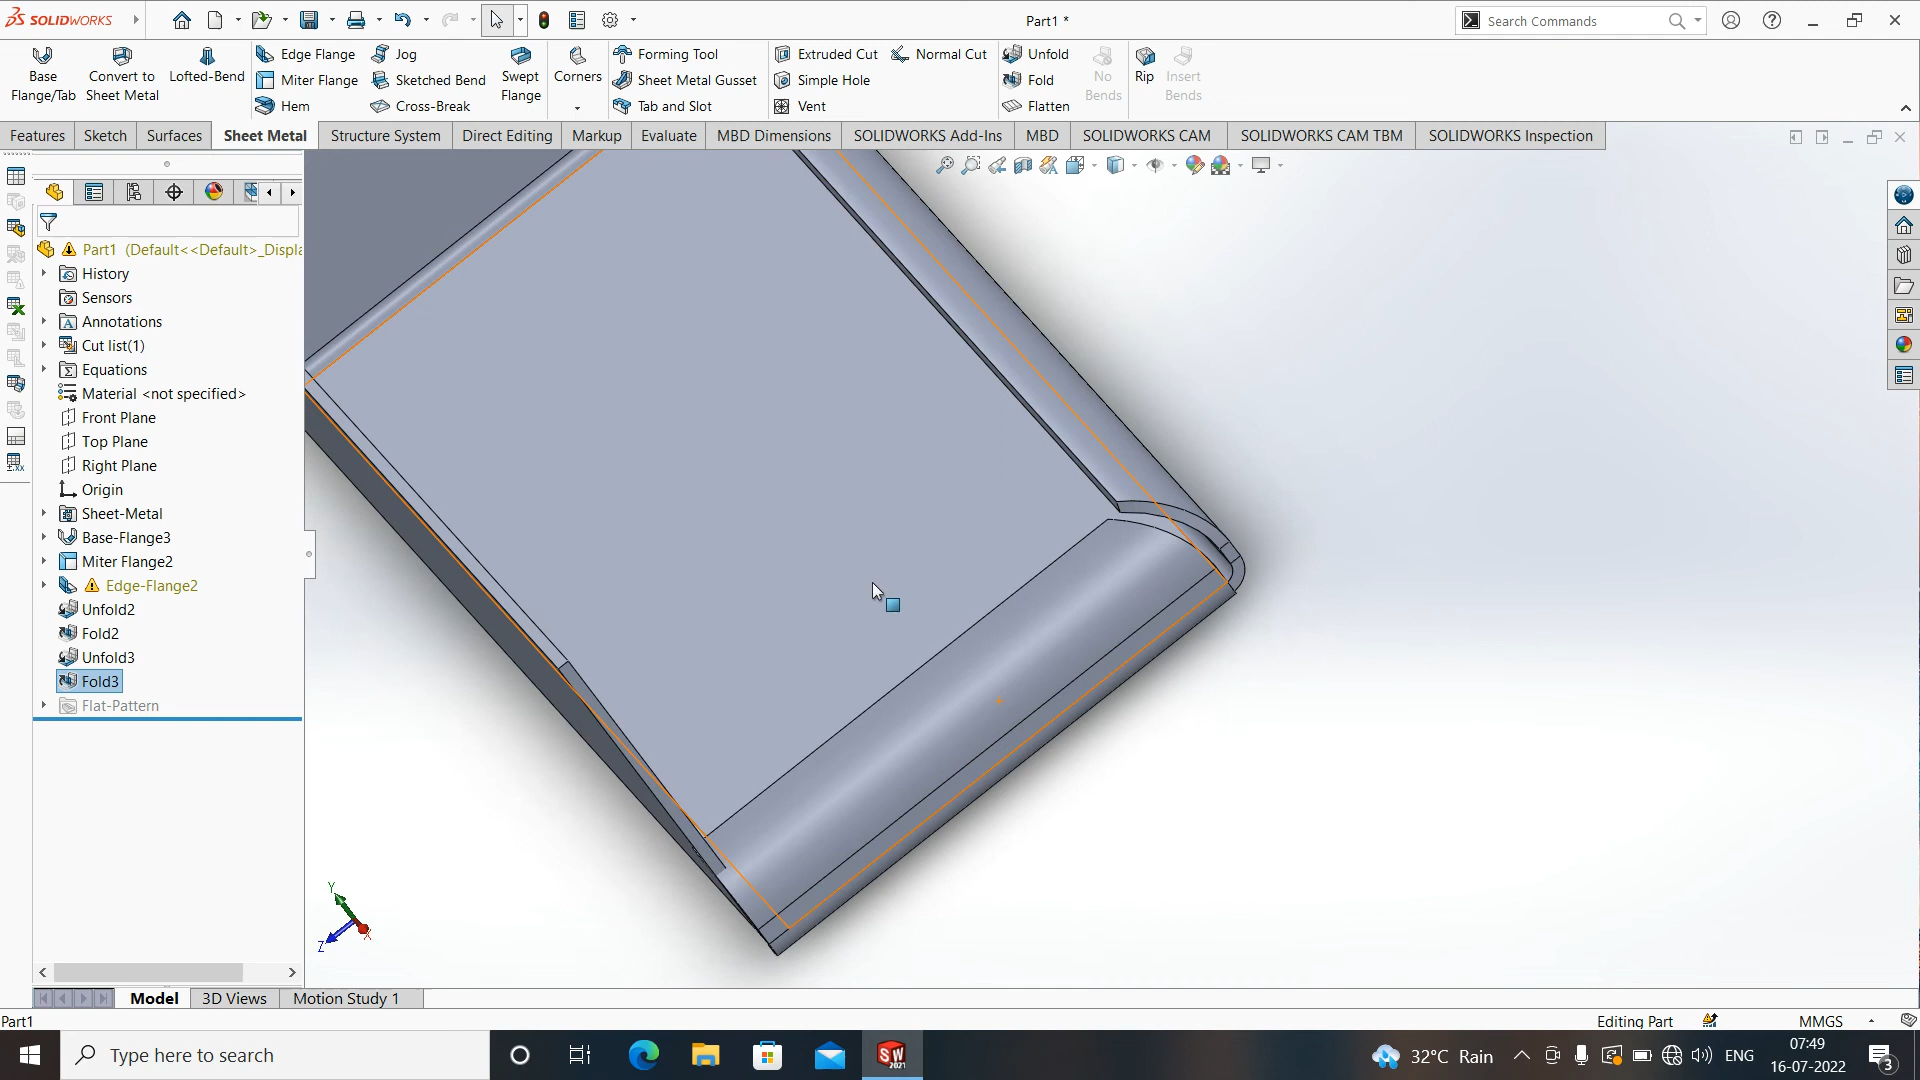 SOLIDWORKS
Part1 *
Search Commands
Base
Flange/Tab
Convert to
Sheet Metal
Lofted-Bend
Edge Flange
Miter Flange
Hem
Jog
Sketched Bend
Cross-Break
Swept
Flange
Corners
Forming Tool
Sheet Metal Gusset
Tab and Slot
Extruded Cut
Simple Hole
Vent
Normal Cut
Unfold
Fold
Flatten
No
Bends
Rip
Insert
Bends
Features
Sketch
Surfaces
Sheet Metal
Structure System
Direct Editing
Markup
Evaluate
MBD Dimensions
SOLIDWORKS Add-Ins
MBD
SOLIDWORKS CAM
SOLIDWORKS CAM TBM
SOLIDWORKS Inspection
Part1 (Default<<Default>_Displa
History
Sensors
Annotations
Cut list(1)
Equations
Material <not specified>
Front Plane
Top Plane
Right Plane
Origin
Sheet-Metal
Base-Flange3
Miter Flange2
Edge-Flange2
Unfold2
Fold2
Unfold3
Fold3
Flat-Pattern
Y
Z
X
Model
3D Views
Motion Study 1
Part1
Editing Part
MMGS
Type here to search
SW
2021
32°C Rain
ENG
07:49
16-07-2022
3